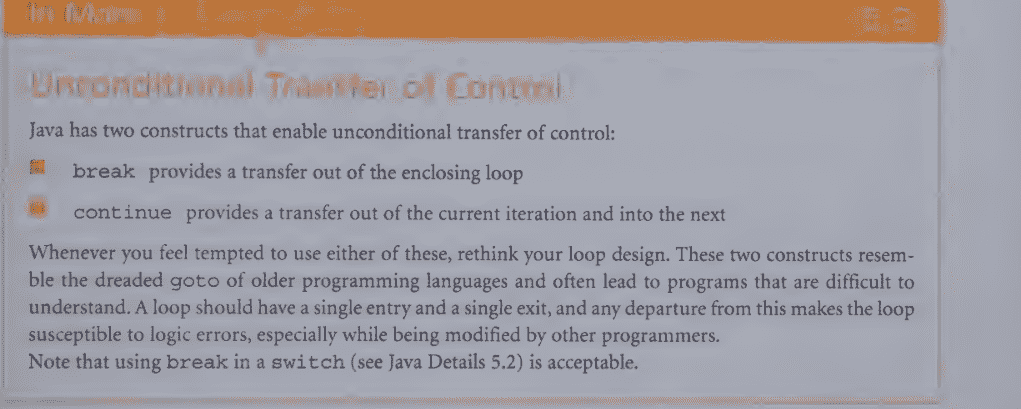 Unconditional Transfer of Control
Java has two constructs that enable unconditional transfer of control:
break provides a transfer out of the enclosing loop
continue provides a transfer out of the current iteration and into the next
Whenever you feel tempted to use either of these, rethink your loop design. These two constructs resem-
ble the dreaded goto of older programming languages and often lead to programs that are difficult to
understand. A loop should have a single entry and a single exit, and any departure from this makes the loop
susceptible to logic errors, especially while being modified by other programmers.
Note that using break in a switch (see Java Details 5.2) is acceptable.